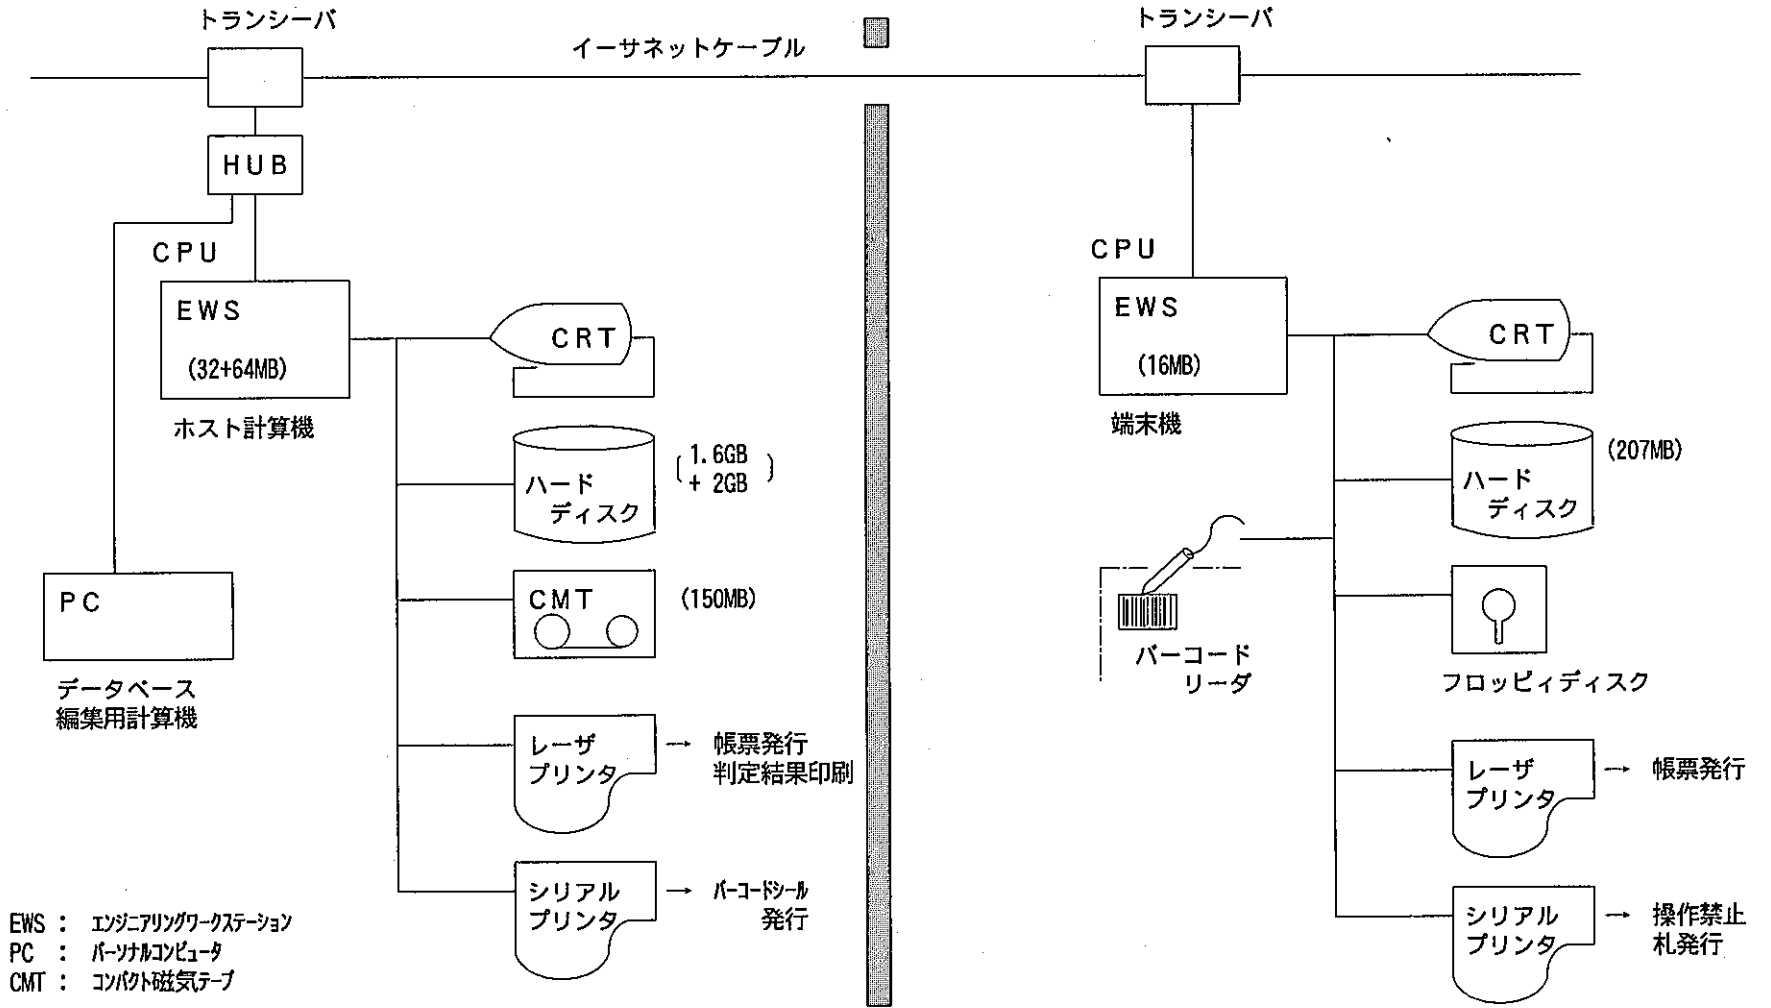 トランシーバ
イーサネットケーブル
トランシーバ
HUB
CPU
EWS
(32+64MB)
ホスト計算機
CRT
ハード
ディスク
(1.6GB
+ 2GB)
CMT
(150MB)
PC
データベース
編集用計算機
レーザ
プリンタ
→ 帳票発行
判定結果印刷
シリアル
プリンタ
→ バーコードシール
発行
EWS : エンジニアリングワークステーション
PC : パーソナルコンピュータ
CMT : コンパクト磁気テープ
CPU
EWS
(16MB)
端末機
CRT
ハード
ディスク
(207MB)
バーコード
リーダ
フロッピィディスク
レーザ
プリンタ
→ 帳票発行
シリアル
プリンタ
→ 操作禁止
札発行